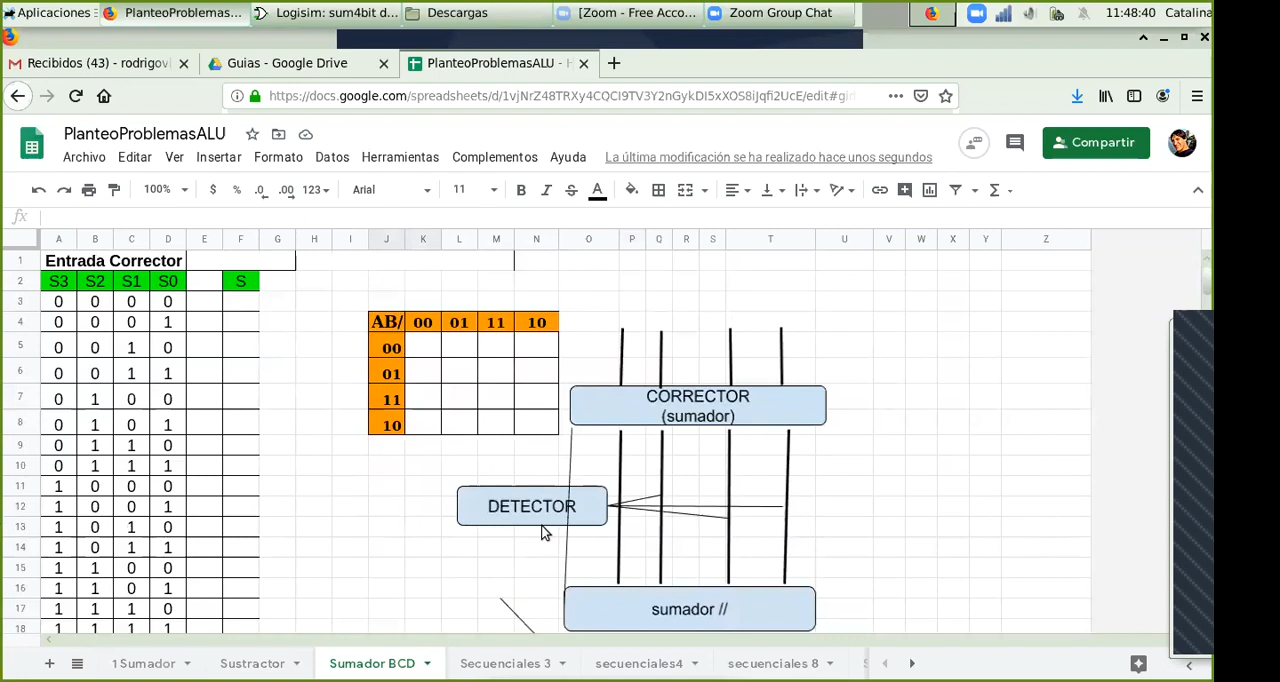 Aplicaciones PlanteoProblemas... Logisim: sum4bit d... Descargas [Zoom - Free Acco... Zoom Group Chat 11:48:40 Catalina
Recibidos (43) - rodrigovi Guias - Google Drive PlanteoProblemasALU - H
https://docs.google.com/spreadsheets/d/1vjNrZ48TRXy4CQCI9TV3Y2nGykDI5xXOS8iJqfi2UcE/edit#gi
PlanteoProblemasALU
Archivo Editar Ver Insertar Formato Datos Herramientas Complementos Ayuda La última modificación se ha realizado hace unos segundos Compartir
100% $ % .0 .00 123 Arial 11 B I S A Σ
fx
A B C D E F G H I J K L M N O P Q R S T U V W X Y Z
1 Entrada Corrector
2 S3 S2 S1 S0 S
3 0 0 0 0
4 0 0 0 1 AB/ 00 01 11 10
5 0 0 1 0 00
6 0 0 1 1 01
7 0 1 0 0 11 CORRECTOR
(sumador)
8 0 1 0 1 10
9 0 1 1 0
10 0 1 1 1
11 1 0 0 0
12 1 0 0 1 DETECTOR
13 1 0 1 0
14 1 0 1 1
15 1 1 0 0
16 1 1 0 1
17 1 1 1 0 sumador //
18 1 1 1 1
1 Sumador Sustractor Sumador BCD Secuenciales 3 secuenciales4 secuenciales 8